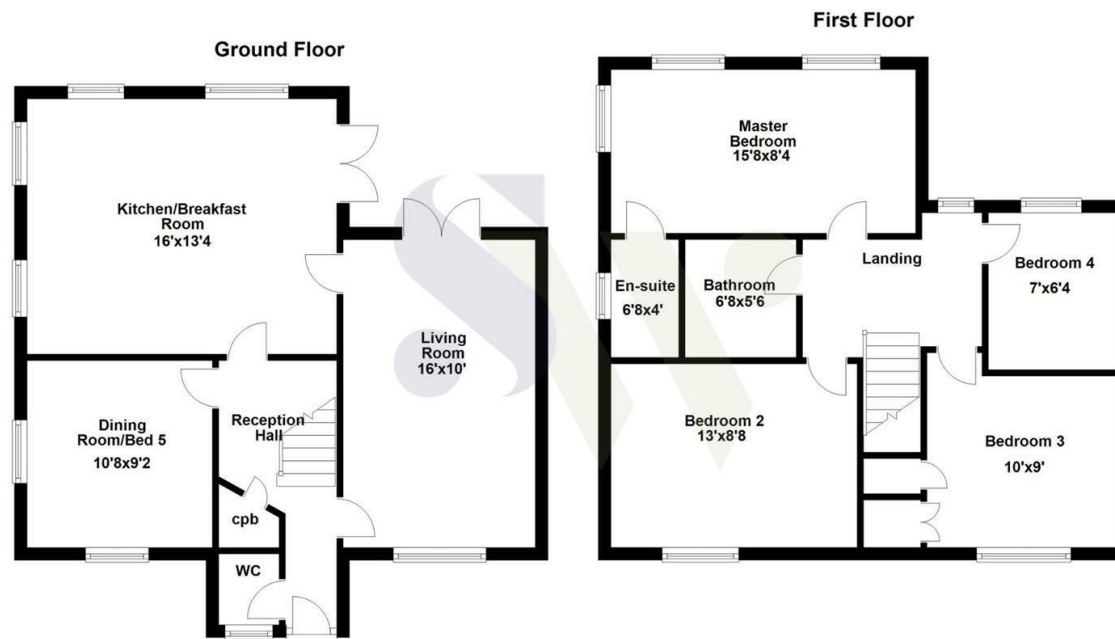 Ground Floor
Kitchen/Breakfast
Room
16'x13'4
Living
Room
16'x10'
Dining
Room/Bed 5
10'8x9'2
Reception
Hall
cpb
WC
First Floor
Master
Bedroom
15'8x8'4
En-suite
6'8x4'
Bathroom
6'8x5'6
Landing
Bedroom 4
7'x6'4
Bedroom 2
13'x8'8
Bedroom 3
10'x9'
SW